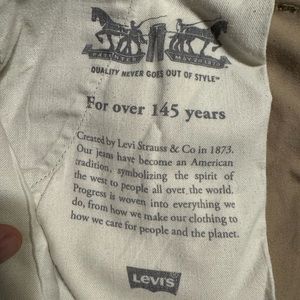 QUALITY NEVER GOES OUT OF STYLE™
For over 145 years
Created by Levi Strauss & Co in 1873.
Our jeans have become an American
tradition, symbolizing the spirit of
the west to people all over the world.
Progress is woven into everything we
do, from how we make our clothing to
how we care for people and the planet.
Levi's